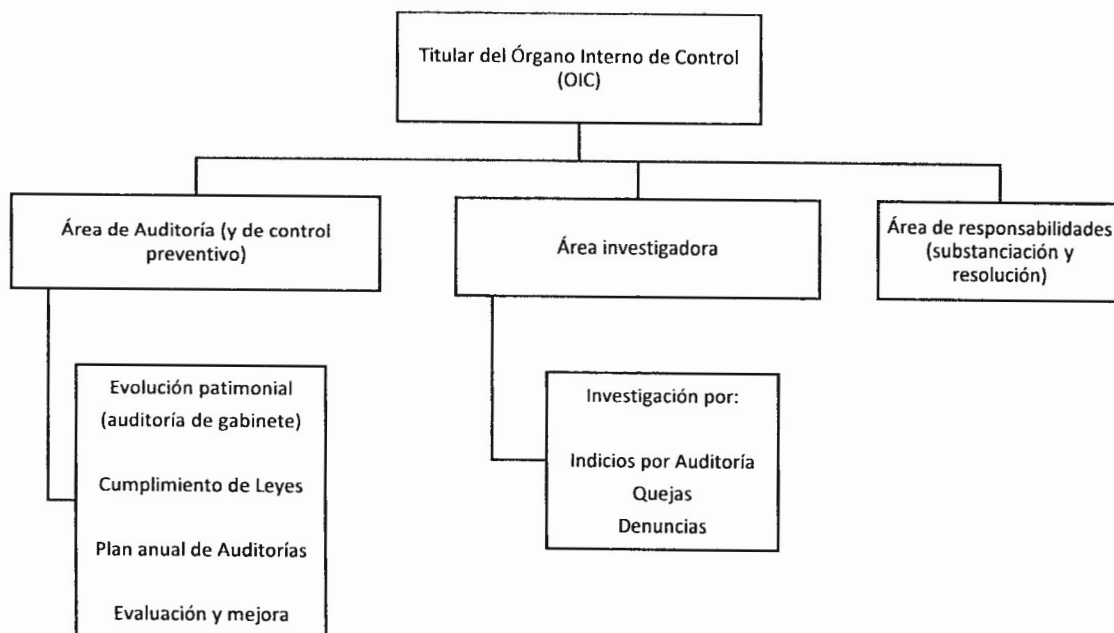 Titular del Órgano Interno de Control
(OIC)
Área de Auditoría (y de control
preventivo)
Área investigadora
Área de responsabilidades
(substanciación y
resolución)
Evolución patimonial
(auditoría de gabinete)
Cumplimiento de Leyes
Plan anual de Auditorías
Evaluación y mejora
Investigación por:
Indicios por Auditoría
Quejas
Denuncias